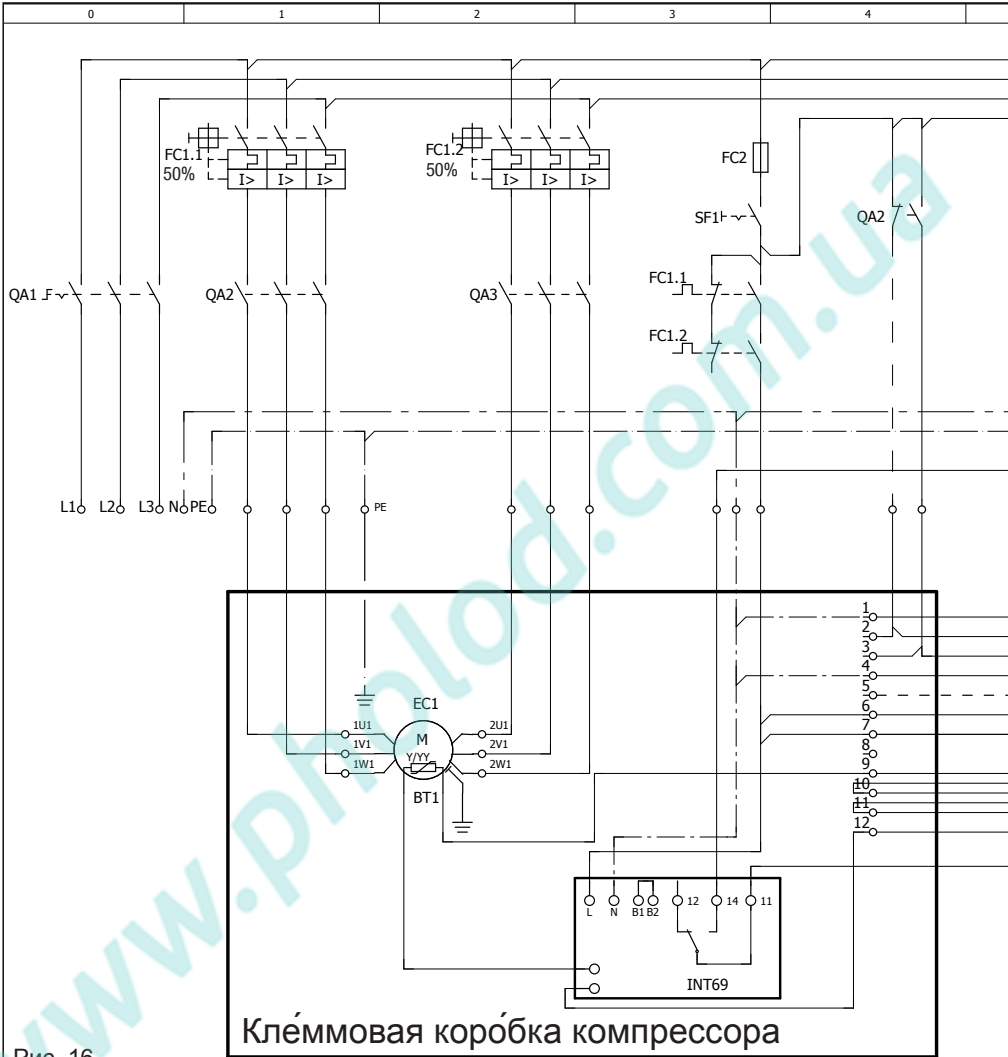 0 1 2 3 4
FC1.1
50%
I> I> I>
FC1.2
50%
I> I> I>
FC2
SF1
QA2
FC1.1
FC1.2
QA1
QA2
QA3
L1 L2 L3 N PE
PE
1
2
3
4
5
6
7
8
9
10
11
12
EC1
M
Y/YY
BT1
1U1
1V1
1W1
2U1
2V1
2W1
L N B1 B2 12 14 11
INT69
Кле́ммовая коро́бка компрессора
Рис. 16
www.pholod.com.ua